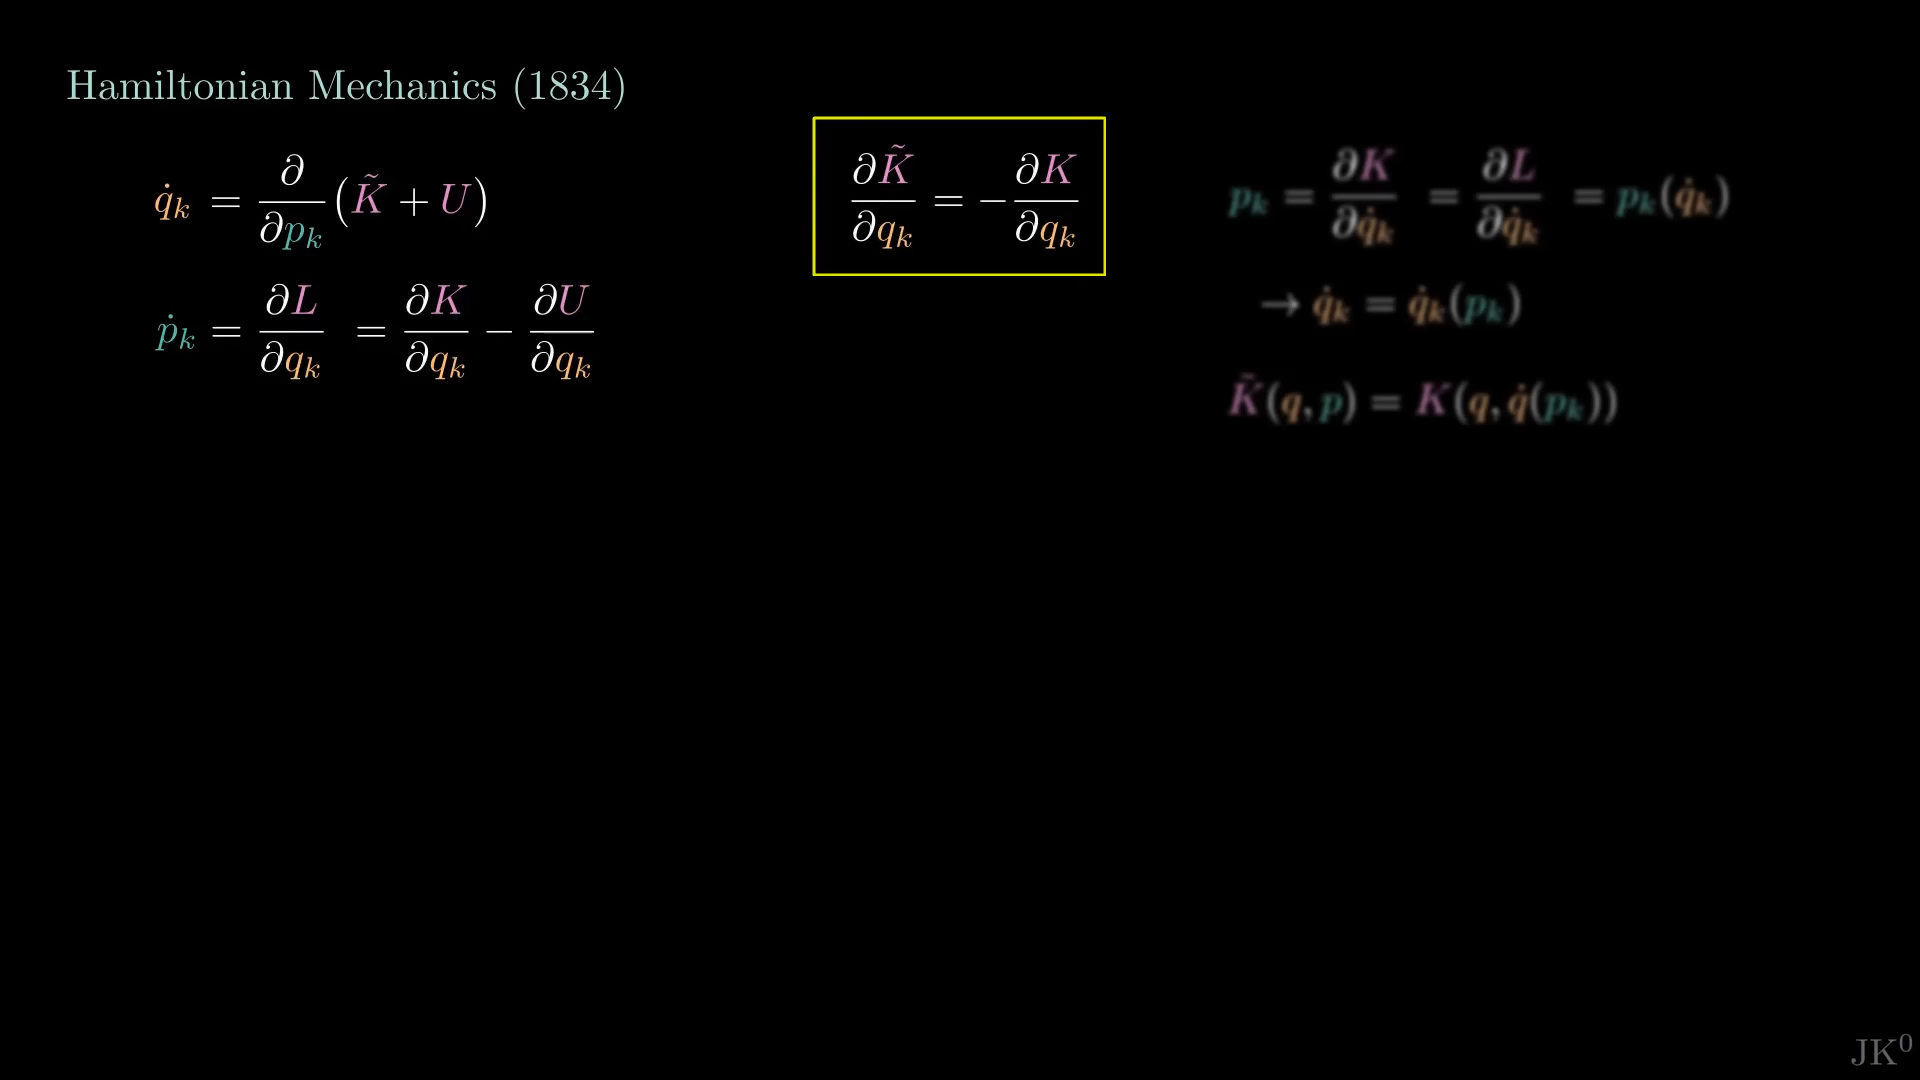 Hamiltonian Mechanics (1834)
q̇ₖ = ∂/∂pₖ (K̃ + U)
ṗₖ = ∂L/∂qₖ = ∂K/∂qₖ − ∂U/∂qₖ
∂K̃/∂qₖ = −∂K/∂qₖ
pₖ = ∂K/∂q̇ₖ = ∂L/∂q̇ₖ = pₖ(q̇ₖ)
→ q̇ₖ = q̇ₖ(pₖ)
K̃(q, p) = K(q, q̇(pₖ))
JK⁰